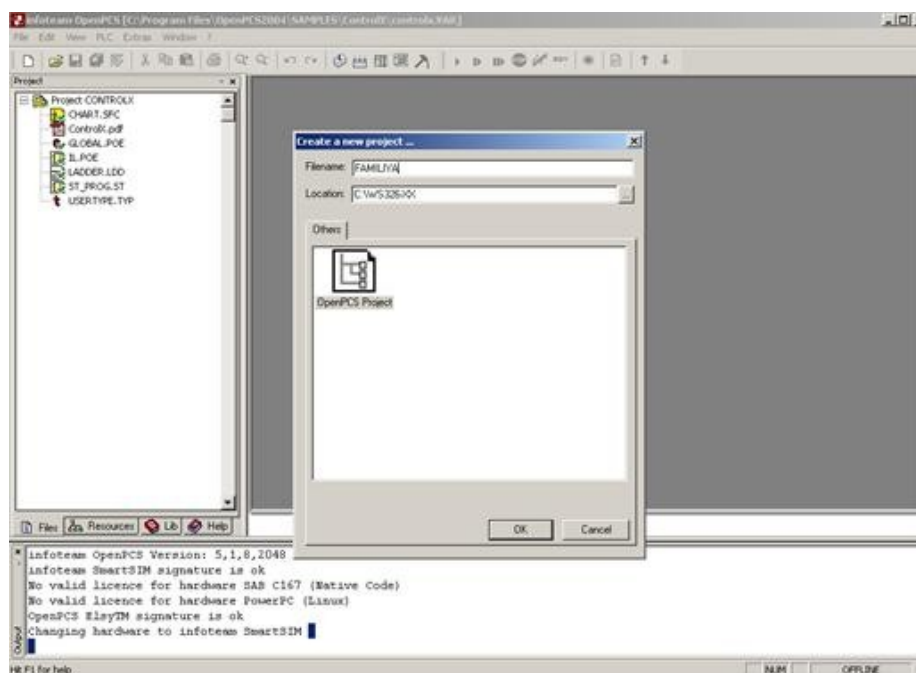 infoteam OpenPCS [C:\Program Files\OpenPCS2004\SAMPLES\ControlX\controlx.VAR]
File Edit View PLC Extras Window ?
Project
Project CONTROLX
CHART.SFC
ControlX.pdf
GLOBAL.POE
IL.POE
LADDER.LDD
ST_PROG.ST
USERTYPE.TYP
Files Resources Lib Help
Create a new project ...
Filename: FAMILIYA
Location:
Others
OpenPCS Project
OK Cancel
infoteam OpenPCS Version: 5,1,8,2048
infoteam SmartSIM signature is ok
No valid licence for hardware SAB C167 (Native Code)
No valid licence for hardware PowerPC (Linux)
OpenPCS ElsyTM signature is ok
Changing hardware to infoteam SmartSIM
Output
Hit F1 for help
NUM OFFLINE